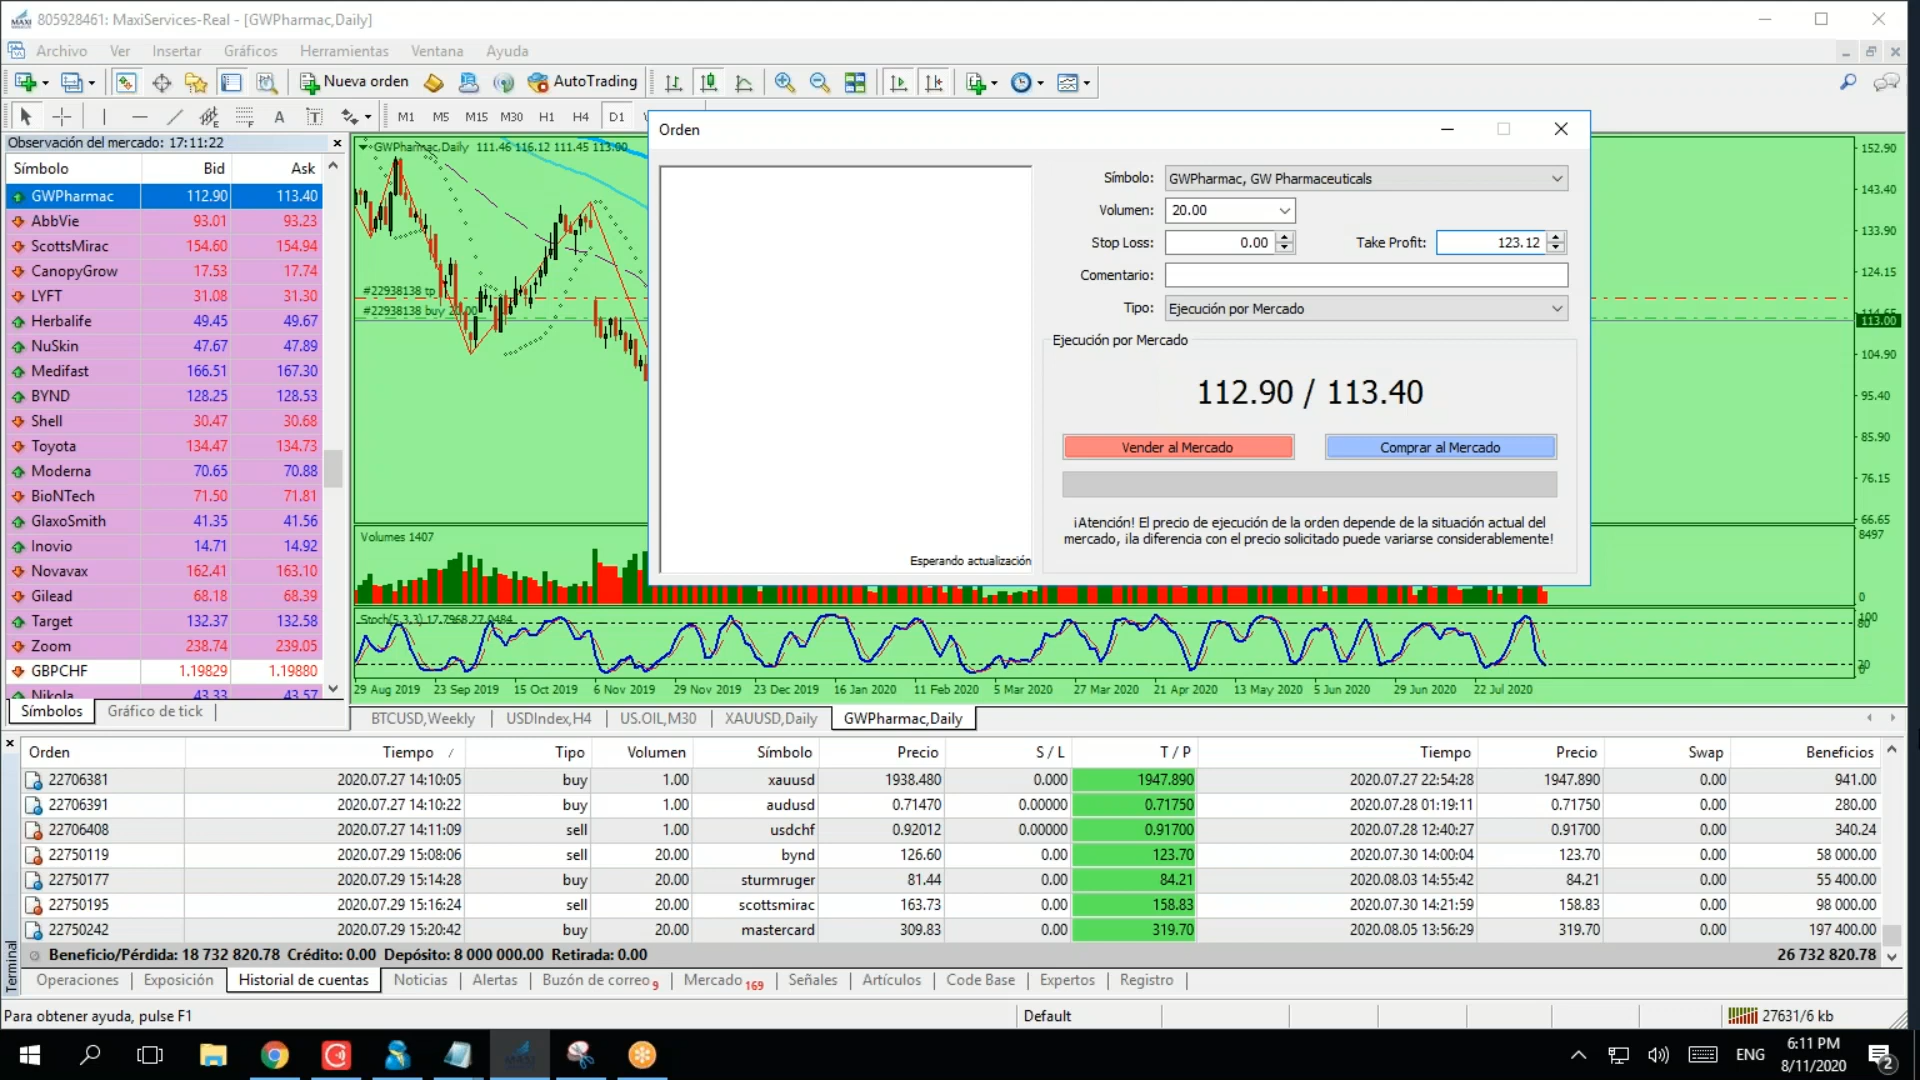 805928461: MaxiServices-Real - [GWPharmac,Daily]
Archivo Ver Insertar Gráficos Herramientas Ventana Ayuda
Nueva orden AutoTrading
M1 M5 M15 M30 H1 H4 D1
Observación del mercado: 17:11:22
Símbolo Bid Ask
GWPharmac 112.90 113.40
AbbVie 93.01 93.23
ScottsMirac 154.60 154.94
CanopyGrow 17.53 17.74
LYFT 31.08 31.30
Herbalife 49.45 49.67
NuSkin 47.67 47.89
Medifast 166.51 167.30
BYND 128.25 128.53
Shell 30.47 30.68
Toyota 134.47 134.73
Moderna 70.65 70.88
BioNTech 71.50 71.81
GlaxoSmith 41.35 41.56
Inovio 14.71 14.92
Novavax 162.41 163.10
Gilead 68.18 68.39
Target 132.37 132.58
Zoom 238.74 239.05
GBPCHF 1.19829 1.19880
Nikola 43.33 43.57
Símbolos Gráfico de tick
GWPharmac,Daily 111.46 116.12 111.45 113.00
#22938138 tp
#22938138 buy 20.00
Orden
Símbolo: GWPharmac, GW Pharmaceuticals
Volumen: 20.00
Stop Loss: 0.00 Take Profit: 123.12
Comentario:
Tipo: Ejecución por Mercado
Ejecución por Mercado
112.90 / 113.40
Vender al Mercado Comprar al Mercado
¡Atención! El precio de ejecución de la orden depende de la situación actual del
mercado, ¡la diferencia con el precio solicitado puede variarse considerablemente!
Esperando actualización
152.90
143.40
133.90
124.15
113.00
104.90
95.40
85.90
76.15
66.65
Volumes 1407
8497
0
Stoch(5,3,3) 17.7968 27.0484
100
80
20
29 Aug 2019 23 Sep 2019 15 Oct 2019 6 Nov 2019 29 Nov 2019 23 Dec 2019 16 Jan 2020 11 Feb 2020 5 Mar 2020 27 Mar 2020 21 Apr 2020 13 May 2020 5 Jun 2020 29 Jun 2020 22 Jul 2020
BTCUSD,Weekly USDIndex,H4 US.OIL,M30 XAUUSD,Daily GWPharmac,Daily
Orden Tiempo / Tipo Volumen Símbolo Precio S / L T / P Tiempo Precio Swap Beneficios
22706381 2020.07.27 14:10:05 buy 1.00 xauusd 1938.480 0.000 1947.890 2020.07.27 22:54:28 1947.890 0.00 941.00
22706391 2020.07.27 14:10:22 buy 1.00 audusd 0.71470 0.00000 0.71750 2020.07.28 01:19:11 0.71750 0.00 280.00
22706408 2020.07.27 14:11:09 sell 1.00 usdchf 0.92012 0.00000 0.91700 2020.07.28 12:40:27 0.91700 0.00 340.24
22750119 2020.07.29 15:08:06 sell 20.00 bynd 126.60 0.00 123.70 2020.07.30 14:00:04 123.70 0.00 58 000.00
22750177 2020.07.29 15:14:28 buy 20.00 sturmruger 81.44 0.00 84.21 2020.08.03 14:55:42 84.21 0.00 55 400.00
22750195 2020.07.29 15:16:24 sell 20.00 scottsmirac 163.73 0.00 158.83 2020.07.30 14:21:59 158.83 0.00 98 000.00
22750242 2020.07.29 15:20:42 buy 20.00 mastercard 309.83 0.00 319.70 2020.08.05 13:56:29 319.70 0.00 197 400.00
Beneficio/Pérdida: 18 732 820.78 Crédito: 0.00 Depósito: 8 000 000.00 Retirada: 0.00 26 732 820.78
Terminal
Operaciones Exposición Historial de cuentas Noticias Alertas Buzón de correo 9 Mercado 169 Señales Artículos Code Base Expertos Registro
Para obtener ayuda, pulse F1 Default 27631/6 kb
ENG 6:11 PM
8/11/2020 2